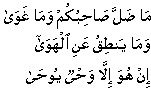 مَا ضَلَّ صَاحِبُكُمْ وَمَا غَوَىٰ
وَمَا يَنطِقُ عَنِ الْهَوَىٰٓ
إِنْ هُوَ إِلَّا وَحْيٌ يُوحَىٰ